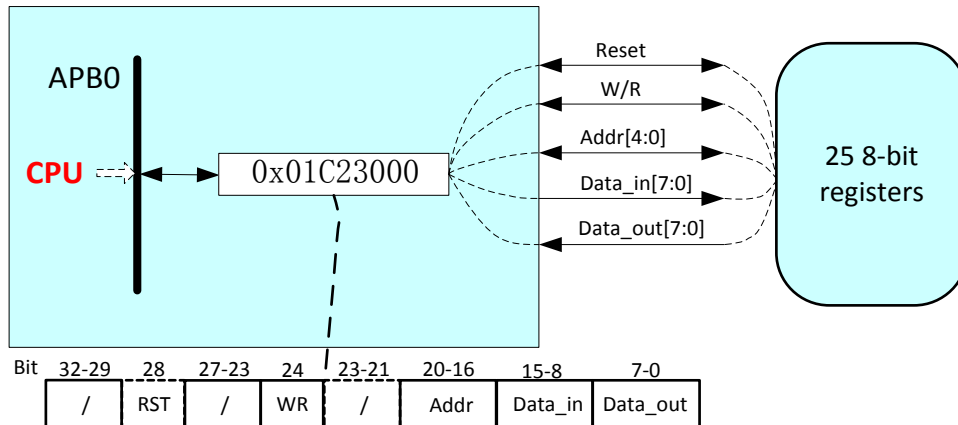 Reset
APB0
W/R
CPU
0x01C23000
Addr[4:0]
25 8-bit
registers
Data_in[7:0]
Data_out[7:0]
Bit 32-29 28 27-23 24 23-21 20-16 15-8 7-0
/ RST / WR / Addr Data_in Data_out